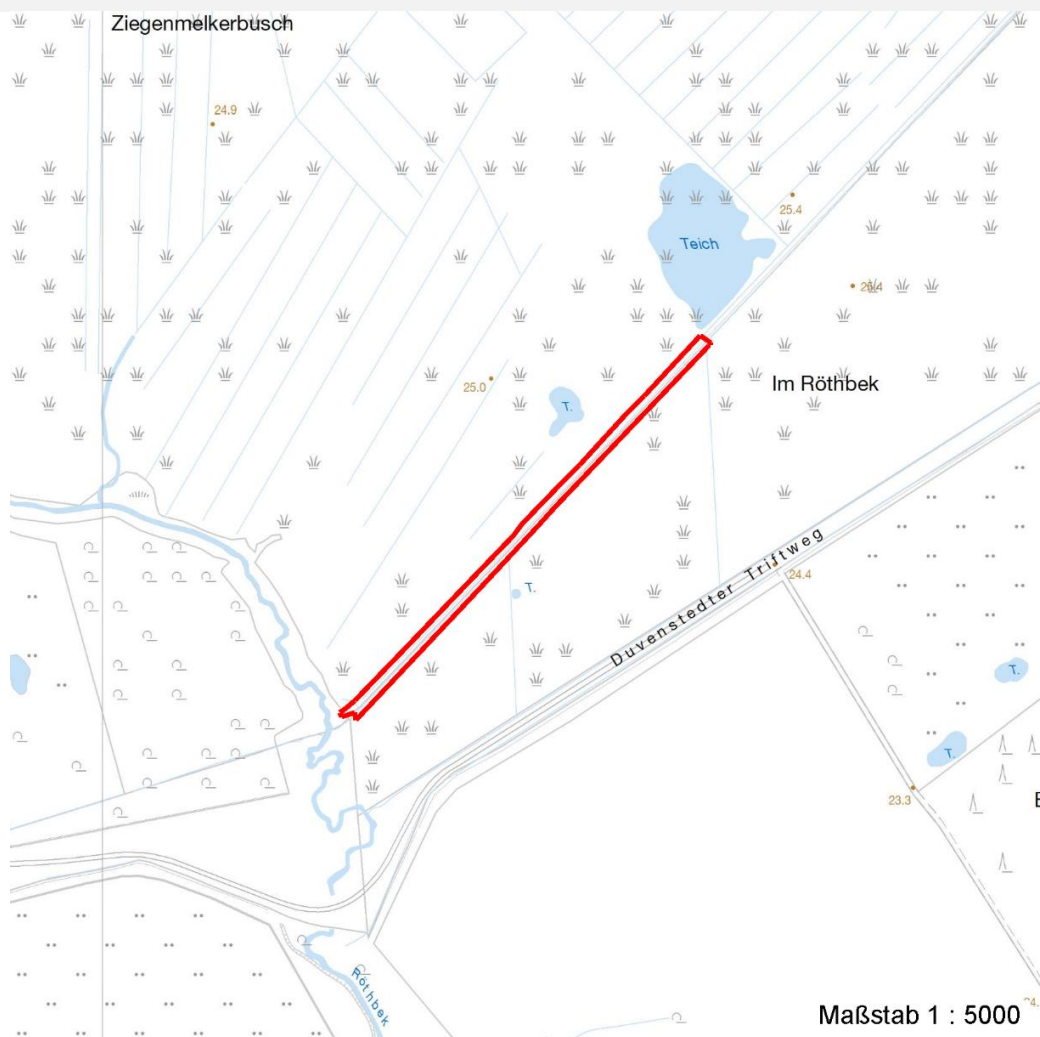 Ziegenmelkerbusch
24.9
25.4
Teich
25.4
25.0
Im Röthbek
T.
Duvenstedter Triftweg
24.4
T.
T.
T.
23.3
Röthbek
Maßstab 1 : 5000